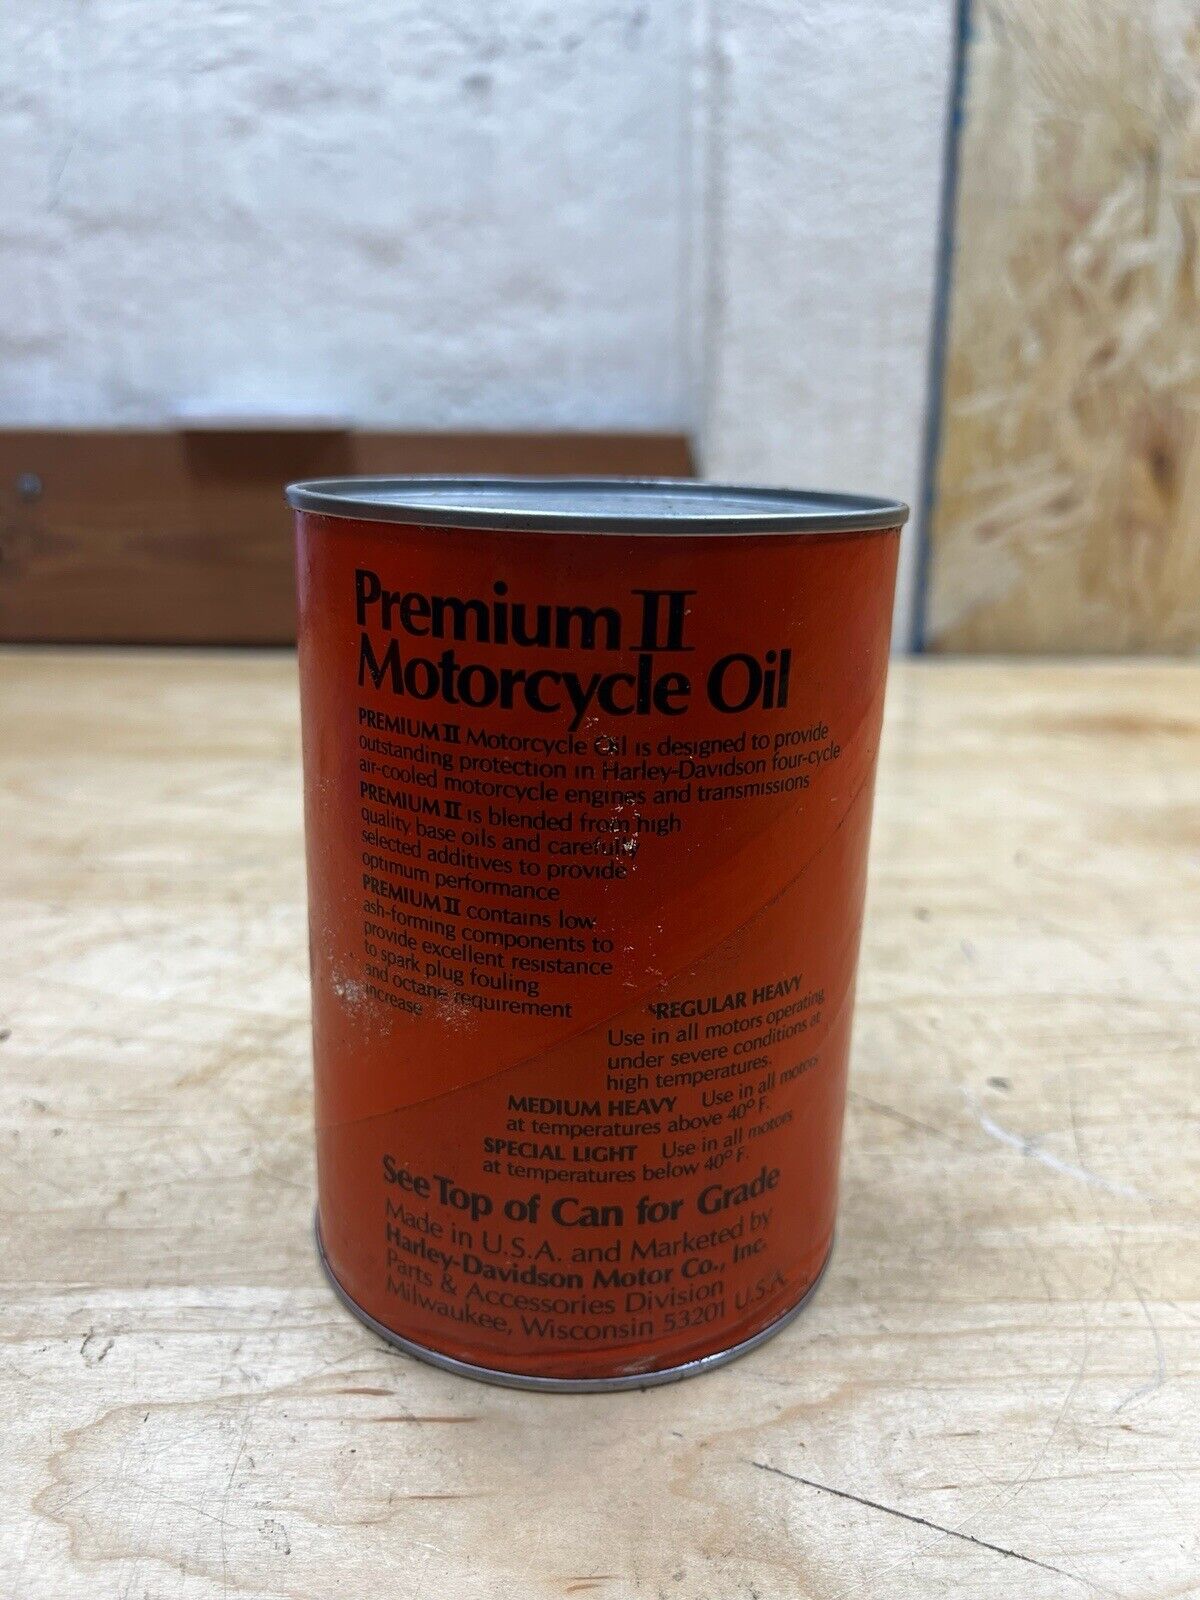 Premium II
Motorcycle Oil
PREMIUM II Motorcycle Oil is designed to provide
outstanding protection in Harley-Davidson four-cycle
air-cooled motorcycle engines and transmissions
PREMIUM II is blended from high
quality base oils and carefully
selected additives to provide
optimum performance
PREMIUM II contains low
ash-forming components to
provide excellent resistance
to spark plug fouling
and octane requirement
increase
REGULAR HEAVY
Use in all motors operating
under severe conditions at
high temperatures.
MEDIUM HEAVY Use in all motors
at temperatures above 40° F.
SPECIAL LIGHT Use in all motors
at temperatures below 40° F.
See Top of Can for Grade
Made in U.S.A. and Marketed by
Harley-Davidson Motor Co., Inc.
Parts & Accessories Division
Milwaukee, Wisconsin 53201 U.S.A.